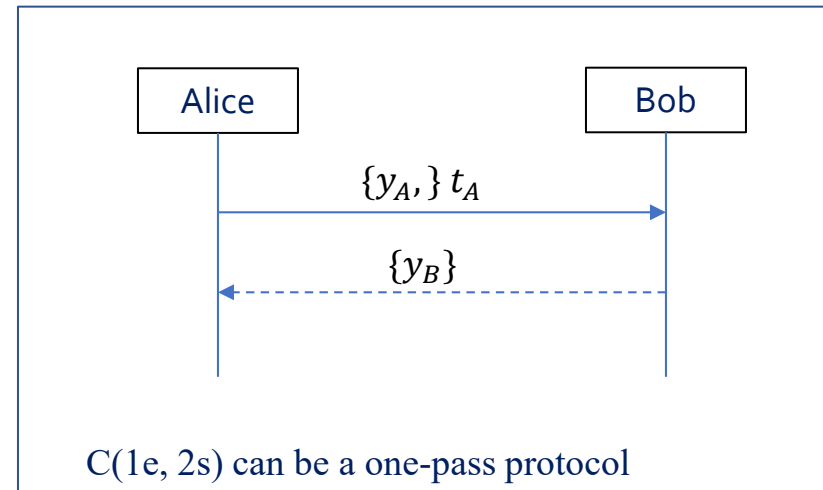 Alice
Bob
{y_A,} t_A
{y_B}
C(1e, 2s) can be a one-pass protocol